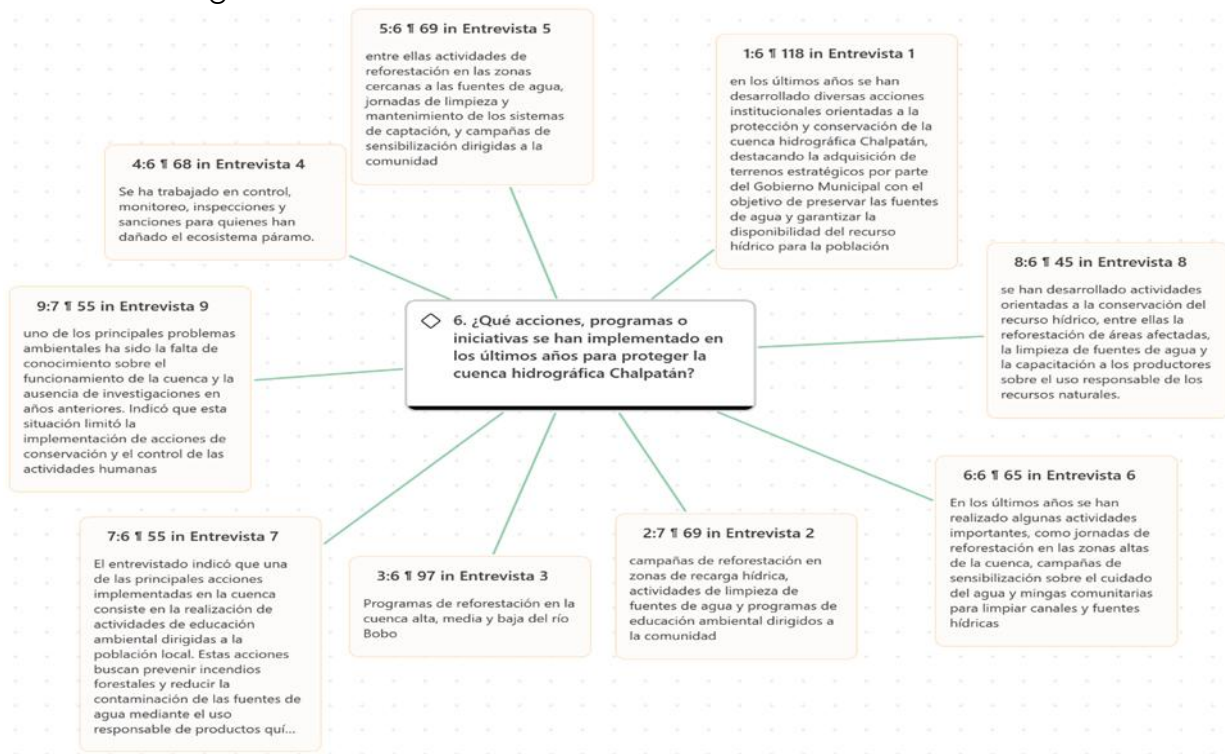 5:6 ¶ 69 in Entrevista 5
entre ellas actividades de
reforestación en las zonas
cercanas a las fuentes de agua,
jornadas de limpieza y
mantenimiento de los sistemas
de captación, y campañas de
sensibilización dirigidas a la
comunidad
1:6 ¶ 118 in Entrevista 1
en los últimos años se han
desarrollado diversas acciones
institucionales orientadas a la
protección y conservación de la
cuenca hidrográfica Chalpatán,
destacando la adquisición de
terrenos estratégicos por parte
del Gobierno Municipal con el
objetivo de preservar las fuentes
de agua y garantizar la
disponibilidad del recurso
hídrico para la población
4:6 ¶ 68 in Entrevista 4
Se ha trabajado en control,
monitoreo, inspecciones y
sanciones para quienes han
dañado el ecosistema páramo.
8:6 ¶ 45 in Entrevista 8
se han desarrollado actividades
orientadas a la conservación del
recurso hídrico, entre ellas la
reforestación de áreas afectadas,
la limpieza de fuentes de agua y
la capacitación a los productores
sobre el uso responsable de los
recursos naturales.
9:7 ¶ 55 in Entrevista 9
uno de los principales problemas
ambientales ha sido la falta de
conocimiento sobre el
funcionamiento de la cuenca y la
ausencia de investigaciones en
años anteriores. Indicó que esta
situación limitó la
implementación de acciones de
conservación y el control de las
actividades humanas
6. ¿Qué acciones, programas o
iniciativas se han implementado en
los últimos años para proteger la
cuenca hidrográfica Chalpatán?
6:6 ¶ 65 in Entrevista 6
En los últimos años se han
realizado algunas actividades
importantes, como jornadas de
reforestación en las zonas altas
de la cuenca, campañas de
sensibilización sobre el cuidado
del agua y mingas comunitarias
para limpiar canales y fuentes
hídricas
7:6 ¶ 55 in Entrevista 7
El entrevistado indicó que una
de las principales acciones
implementadas en la cuenca
consiste en la realización de
actividades de educación
ambiental dirigidas a la
población local. Estas acciones
buscan prevenir incendios
forestales y reducir la
contaminación de las fuentes de
agua mediante el uso
responsable de productos quí...
3:6 ¶ 97 in Entrevista 3
Programas de reforestación en la
cuenca alta, media y baja del río
Bobo
2:7 ¶ 69 in Entrevista 2
campañas de reforestación en
zonas de recarga hídrica,
actividades de limpieza de
fuentes de agua y programas de
educación ambiental dirigidos a
la comunidad